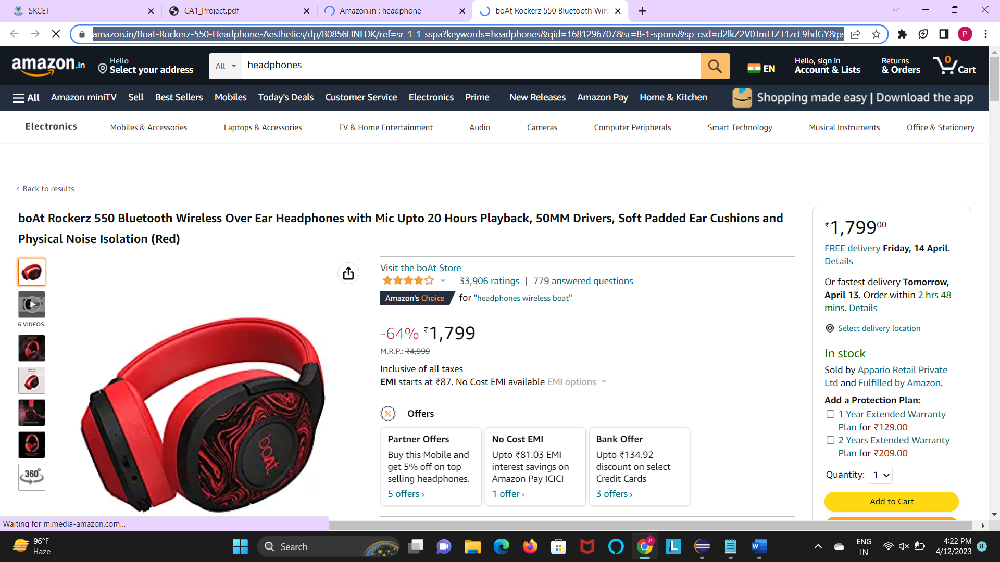 SKCET
CA1_Project.pdf
Amazon.in : headphone
boAt Rockerz 550 Bluetooth Wire
amazon.in/Boat-Rockerz-550-Headphone-Aesthetics/dp/B0856HNLDK/ref=sr_1_1_sspa?keywords=headphones&qid=1681296707&sr=8-1-spons&sp_csd=d2lkZ2V0TmFtZT1zcF9hdGY&ps
P
amazon.in
Hello
Select your address
All
headphones
EN
Hello, sign in
Account & Lists
Returns
& Orders
0
Cart
All
Amazon miniTV
Sell
Best Sellers
Mobiles
Today's Deals
Customer Service
Electronics
Prime
New Releases
Amazon Pay
Home & Kitchen
Shopping made easy | Download the app
Electronics
Mobiles & Accessories
Laptops & Accessories
TV & Home Entertainment
Audio
Cameras
Computer Peripherals
Smart Technology
Musical Instruments
Office & Stationery
‹ Back to results
boAt Rockerz 550 Bluetooth Wireless Over Ear Headphones with Mic Upto 20 Hours Playback, 50MM Drivers, Soft Padded Ear Cushions and
Physical Noise Isolation (Red)
6 VIDEOS
360°
boAt
Visit the boAt Store
33,906 ratings | 779 answered questions
Amazon's Choice for "headphones wireless boat"
-64% ₹1,799
M.R.P.: ₹4,999
Inclusive of all taxes
EMI starts at ₹87. No Cost EMI available EMI options
%
Offers
Partner Offers
Buy this Mobile and
get 5% off on top
selling headphones.
5 offers ›
No Cost EMI
Upto ₹81.03 EMI
interest savings on
Amazon Pay ICICI
1 offer ›
Bank Offer
Upto ₹134.92
discount on select
Credit Cards
3 offers ›
₹1,79900
FREE delivery Friday, 14 April.
Details
Or fastest delivery Tomorrow,
April 13. Order within 2 hrs 48
mins. Details
Select delivery location
In stock
Sold by Appario Retail Private
Ltd and Fulfilled by Amazon.
Add a Protection Plan:
1 Year Extended Warranty
Plan for ₹129.00
2 Years Extended Warranty
Plan for ₹209.00
Quantity: 1
Add to Cart
Waiting for m.media-amazon.com...
96°F
Haze
Search
P
L
W
ENG
IN
4:22 PM
4/12/2023
8